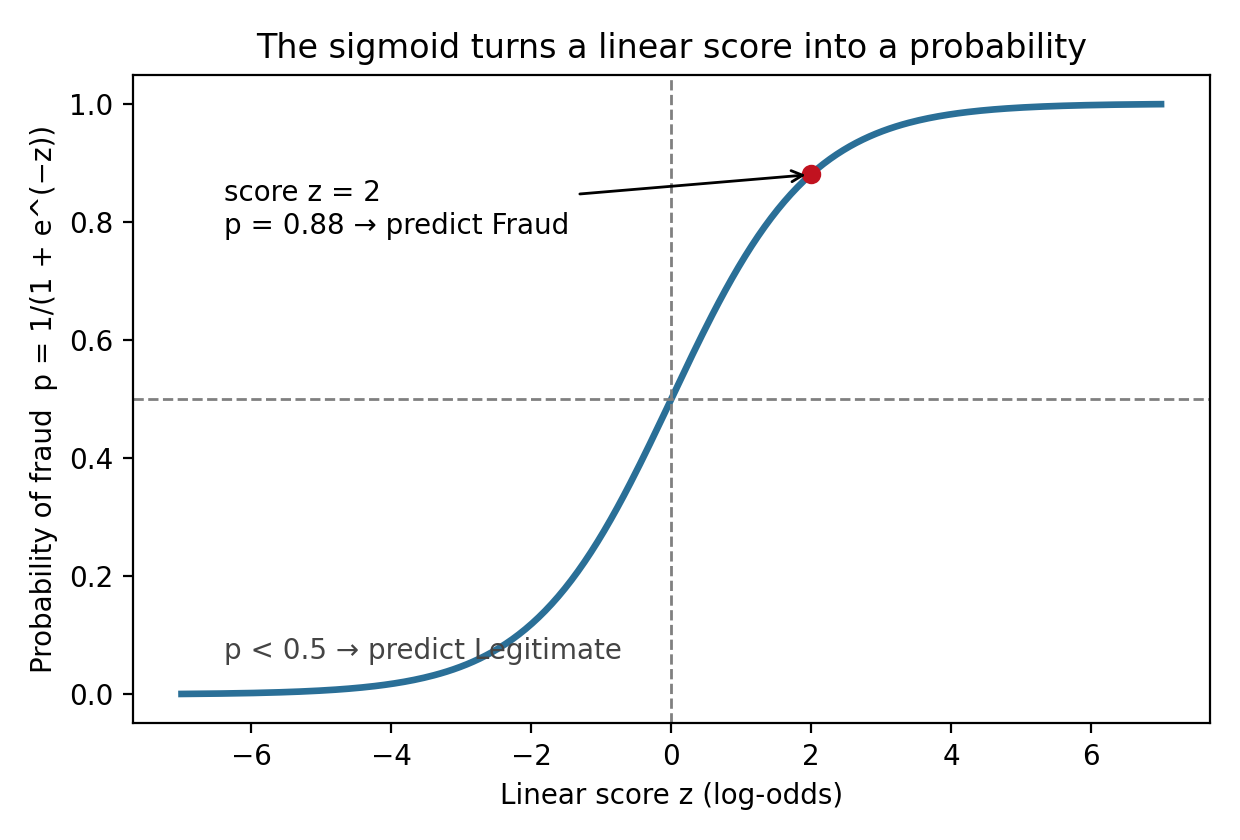 The sigmoid turns a linear score into a probability
Probability of fraud  p = 1/(1 + e^(−z))
1.0
0.8
0.6
0.4
0.2
0.0
score z = 2
p = 0.88 → predict Fraud
p < 0.5 → predict Legitimate
−6
−4
−2
0
2
4
6
Linear score z (log-odds)